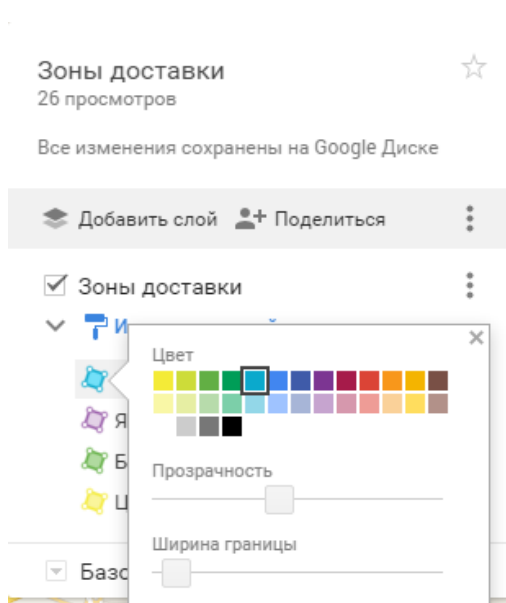 Зоны доставки
26 просмотров
Все изменения сохранены на Google Диске
Добавить слой Поделиться
Зоны доставки
Цвет
Прозрачность
Ширина границы